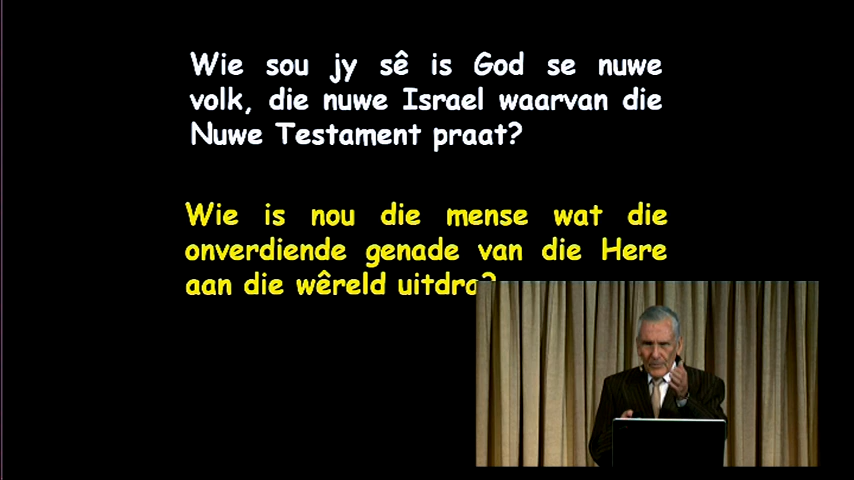 Wie sou jy sê is God se nuwe
volk, die nuwe Israel waarvan die
Nuwe Testament praat?
Wie is nou die mense wat die
onverdiende genade van die Here
aan die wêreld